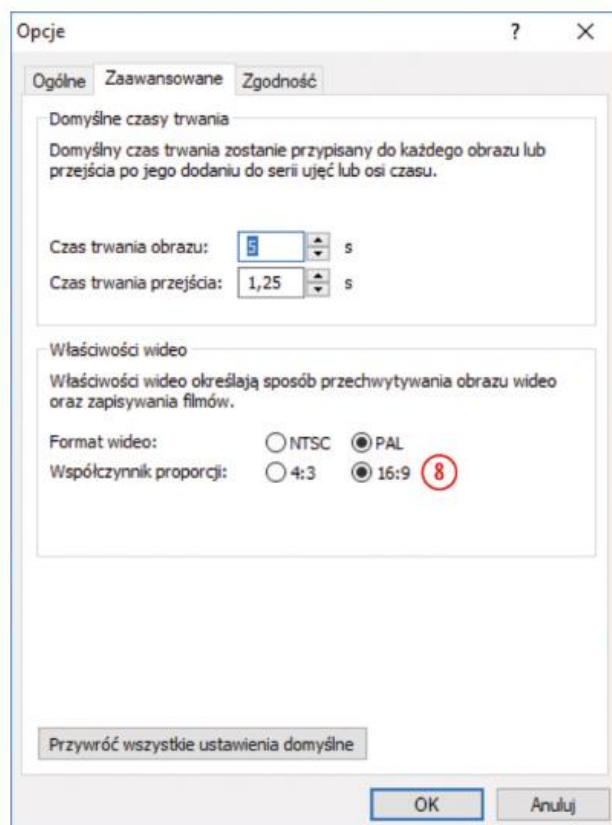 Opcje
?
Ogólne Zaawansowane Zgodność
Domyślne czasy trwania
Domyślny czas trwania zostanie przypisany do każdego obrazu lub
przejścia po jego dodaniu do serii ujęć lub osi czasu.
Czas trwania obrazu: 5 s
Czas trwania przejścia: 1,25 s
Właściwości wideo
Właściwości wideo określają sposób przechwytywania obrazu wideo
oraz zapisywania filmów.
Format wideo: NTSC PAL
Współczynnik proporcji: 4:3 16:9 8
Przywróć wszystkie ustawienia domyślne
OK Anuluj